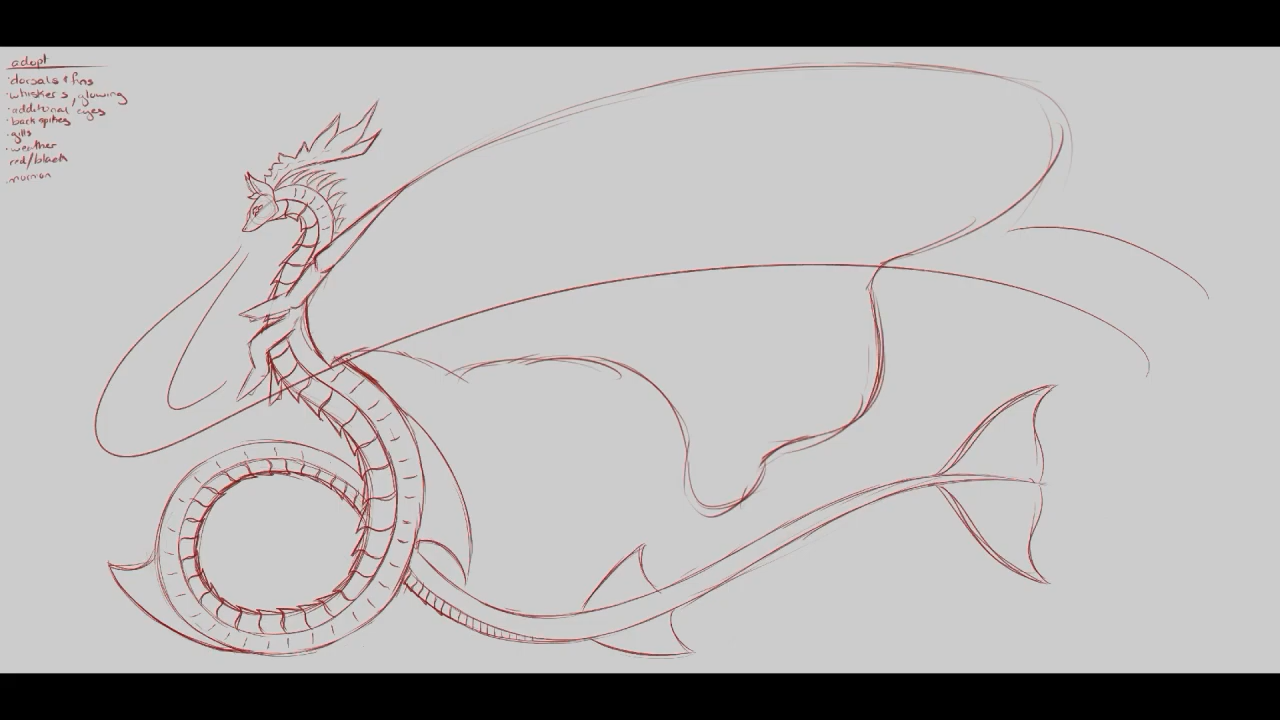 adopt
·dorsals & fins
·whiskers, glowing
·additional eyes
·back spikes
·gills
·weather
red/black